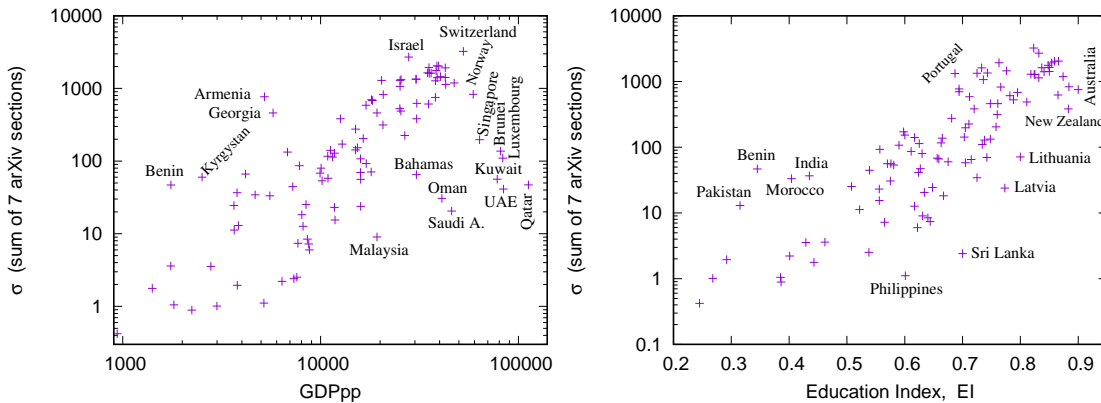 10000
1000
100
10
1
σ (sum of 7 arXiv sections)
1000
10000
100000
GDPpp
Switzerland
Israel
Norway
Armenia
Georgia
Singapore
Brunei
Luxembourg
Kyrgystan
Benin
Bahamas
Kuwait
Oman
UAE
Qatar
Saudi A.
Malaysia
10000
1000
100
10
1
0.1
σ (sum of 7 arXiv sections)
0.2
0.3
0.4
0.5
0.6
0.7
0.8
0.9
Education Index, EI
Portugal
Australia
New Zealand
Benin
India
Lithuania
Pakistan
Morocco
Latvia
Sri Lanka
Philippines